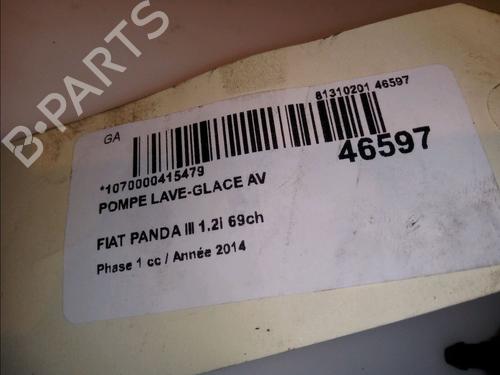 B-PARTS
GA
81310201 46597
*1070000415479
46597
POMPE LAVE-GLACE AV
FIAT PANDA III 1.2i 69ch
Phase 1 cc / Année 2014